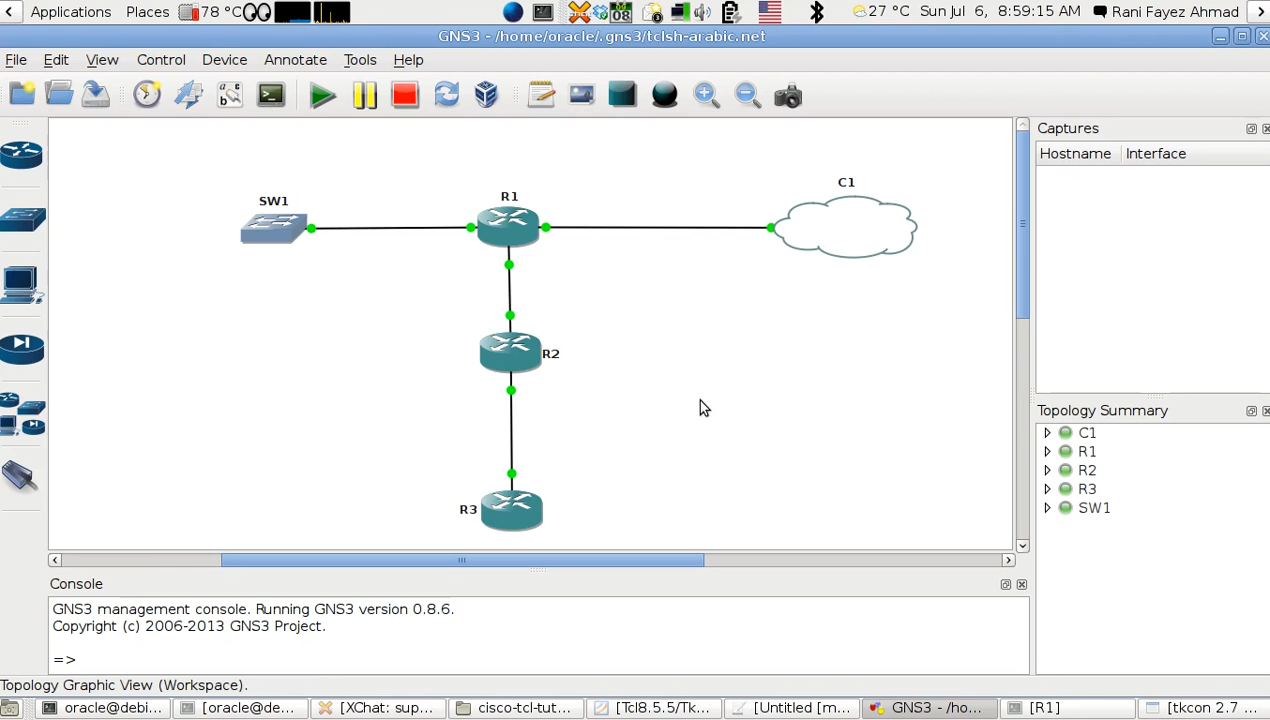 Applications Places 78 °C 08 27 °C Sun Jul 6, 8:59:15 AM Rani Fayez Ahmad
GNS3 - /home/oracle/.gns3/tclsh-arabic.net
File Edit View Control Device Annotate Tools Help
Captures
Hostname Interface
SW1
R1
C1
R2
R3
Topology Summary
C1
R1
R2
R3
SW1
Console
GNS3 management console. Running GNS3 version 0.8.6.
Copyright (c) 2006-2013 GNS3 Project.
=>
Topology Graphic View (Workspace).
oracle@debi... [oracle@de... [XChat: sup... cisco-tcl-tut... [Tcl8.5.5/Tk... [Untitled [m... GNS3 - /ho... [R1] [tkcon 2.7 ...